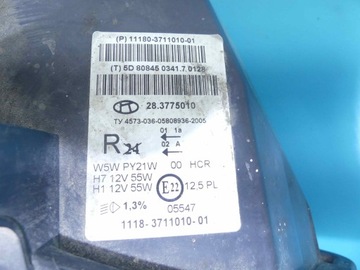 (P) 11180-3711010-01
(T) 5D 80845 0341.7.0128
28.3775010
ТУ 4573-036-05808936-2005
R 24
01 1a
02 A
W5W PY21W 00 HCR
H7 12V 55W
H1 12V 55W E22 12,5 PL
1,3% 05547
1118-3711010-01